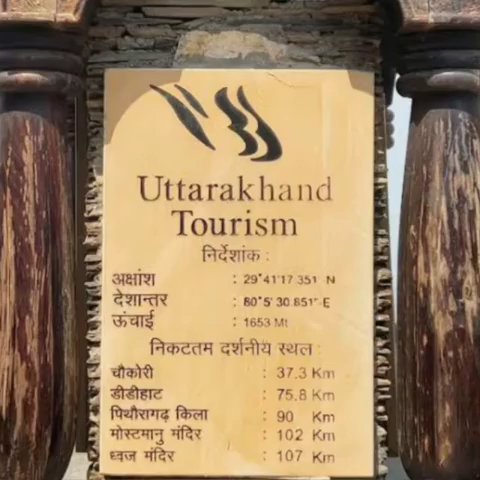 Uttarakhand
Tourism
निर्देशांक :
अक्षांश : 29°41'17.351" N
देशान्तर : 80°5' 30.851" E
ऊंचाई : 1653 Mt
निकटतम दर्शनीय स्थल :
चौकोरी : 37.3 Km
डीडीहाट : 75.8 Km
पिथौरागढ़ किला : 90 Km
मोस्टमानु मंदिर : 102 Km
ध्वज मंदिर : 107 Km